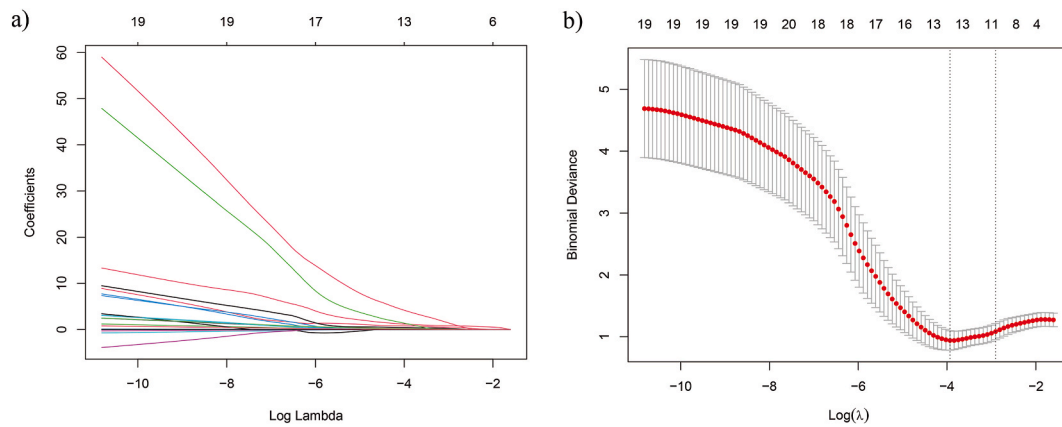 a)
19 19 17 13 6
60
50
40
30
20
10
0
Coefficients
−10 −8 −6 −4 −2
Log Lambda
b)
19 19 19 19 19 20 18 18 17 16 13 13 11 8 4
5
4
3
2
1
Binomial Deviance
−10 −8 −6 −4 −2
Log(λ)